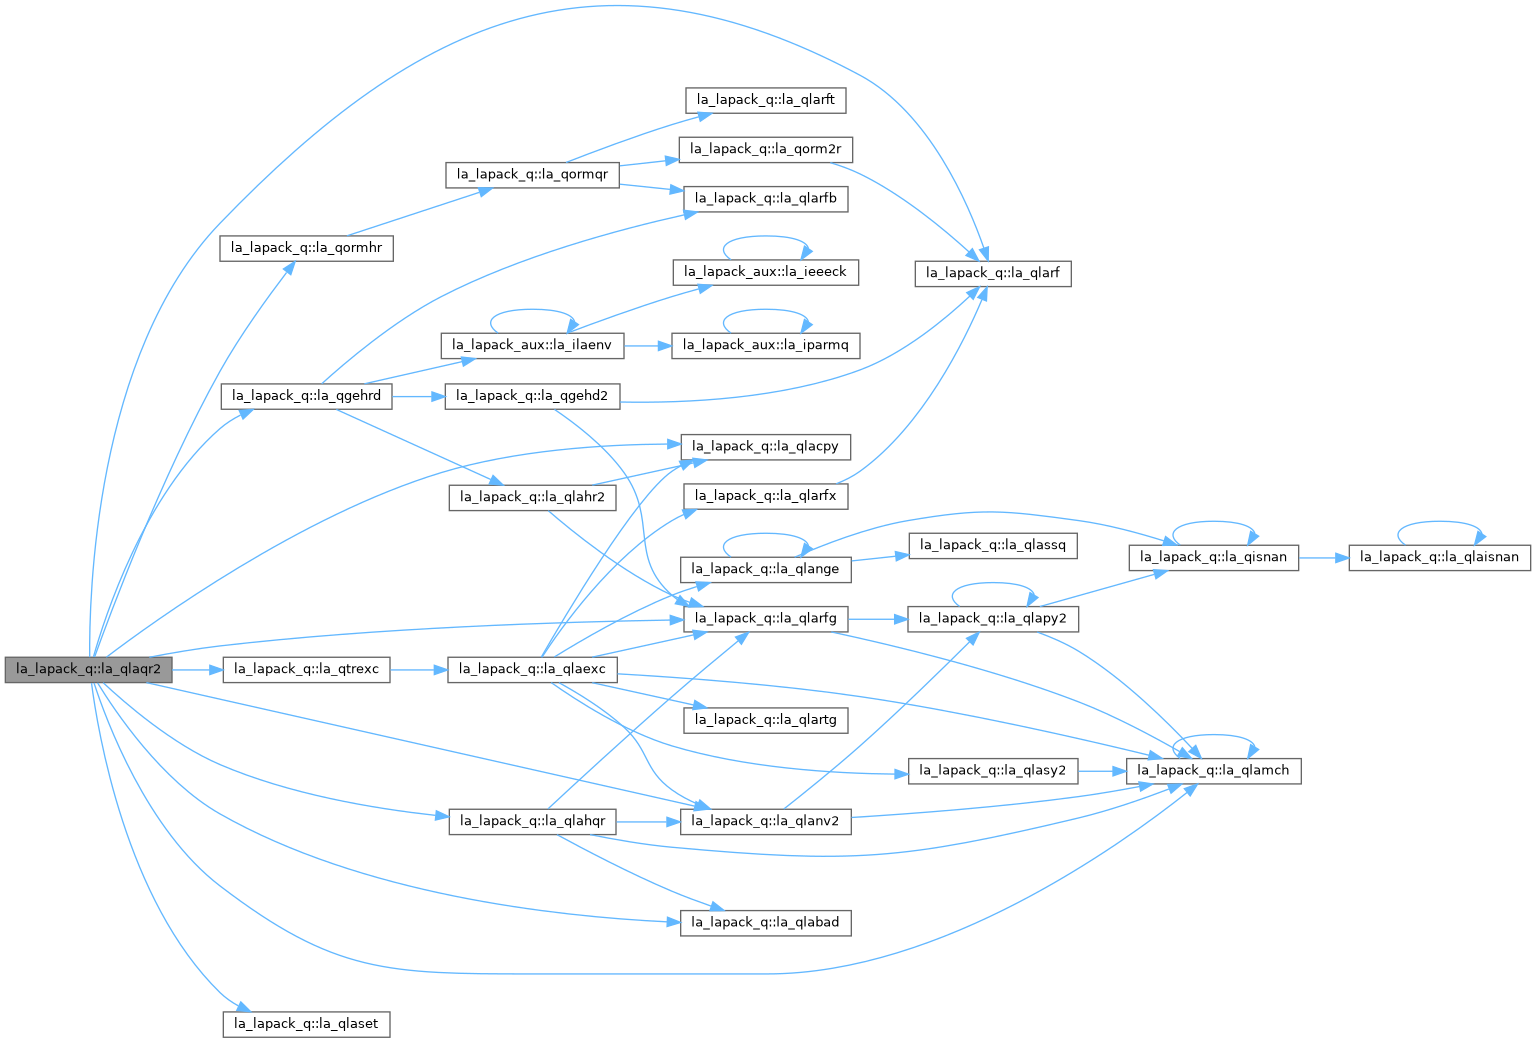 la_lapack_q::la_qlarft
la_lapack_q::la_qorm2r
la_lapack_q::la_qormqr
la_lapack_q::la_qlarfb
la_lapack_q::la_qormhr
la_lapack_aux::la_ieeeck
la_lapack_q::la_qlarf
la_lapack_aux::la_ilaenv
la_lapack_aux::la_iparmq
la_lapack_q::la_qgehrd
la_lapack_q::la_qgehd2
la_lapack_q::la_qlacpy
la_lapack_q::la_qlahr2
la_lapack_q::la_qlarfx
la_lapack_q::la_qlassq
la_lapack_q::la_qisnan
la_lapack_q::la_qlaisnan
la_lapack_q::la_qlange
la_lapack_q::la_qlarfg
la_lapack_q::la_qlapy2
la_lapack_q::la_qlaqr2
la_lapack_q::la_qtrexc
la_lapack_q::la_qlaexc
la_lapack_q::la_qlartg
la_lapack_q::la_qlasy2
la_lapack_q::la_qlamch
la_lapack_q::la_qlahqr
la_lapack_q::la_qlanv2
la_lapack_q::la_qlabad
la_lapack_q::la_qlaset